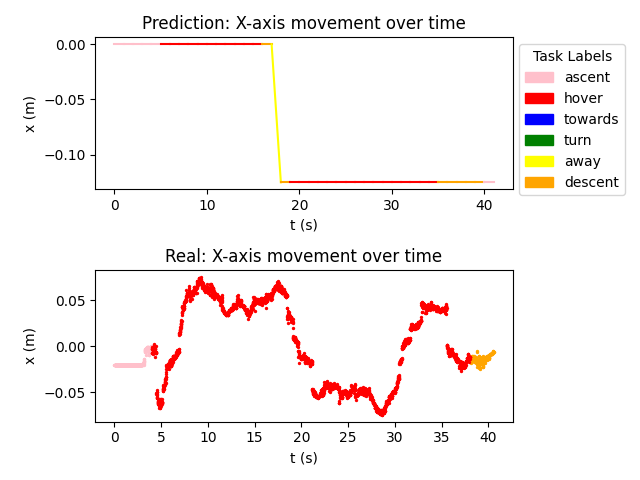 Prediction: X-axis movement over time
0.00
−0.05
−0.10
x (m)
0
10
20
30
40
t (s)
Task Labels
ascent
hover
towards
turn
away
descent
Real: X-axis movement over time
0.05
0.00
−0.05
x (m)
0
5
10
15
20
25
30
35
40
t (s)